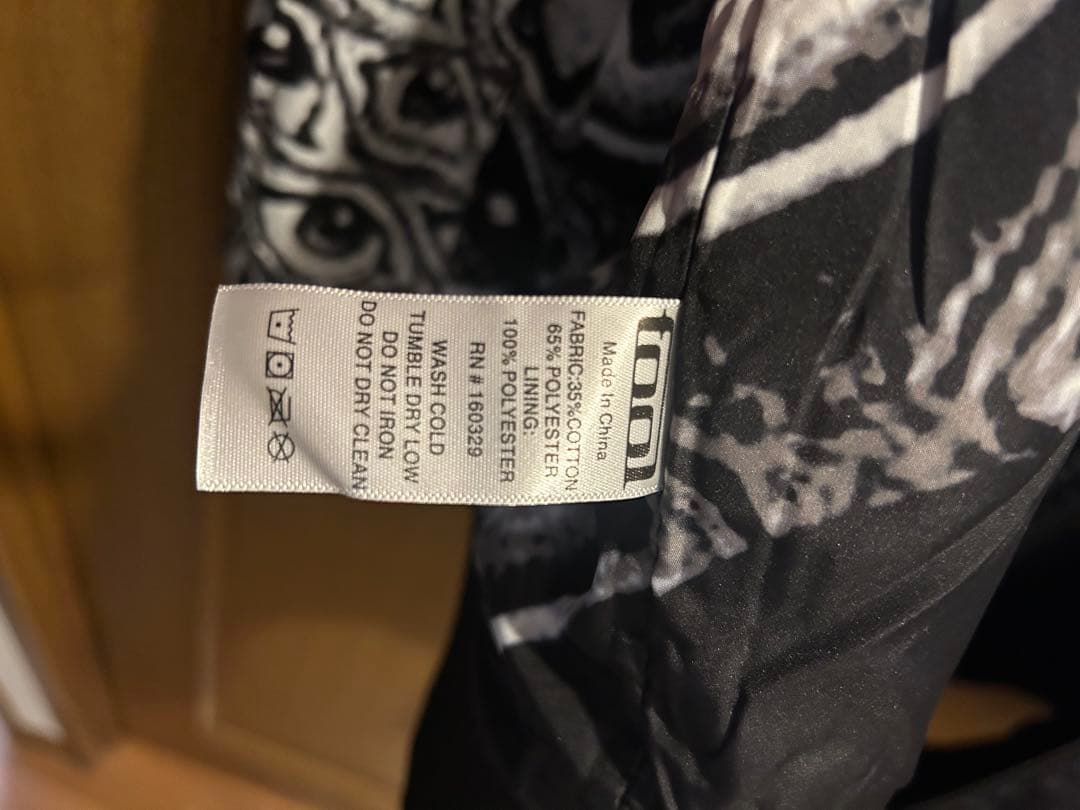 TOOL
Made In China
FABRIC:35%COTTON
65% POLYESTER
LINING:
100% POLYESTER
RN # 160329
WASH COLD
TUMBLE DRY LOW
DO NOT IRON
DO NOT DRY CLEAN